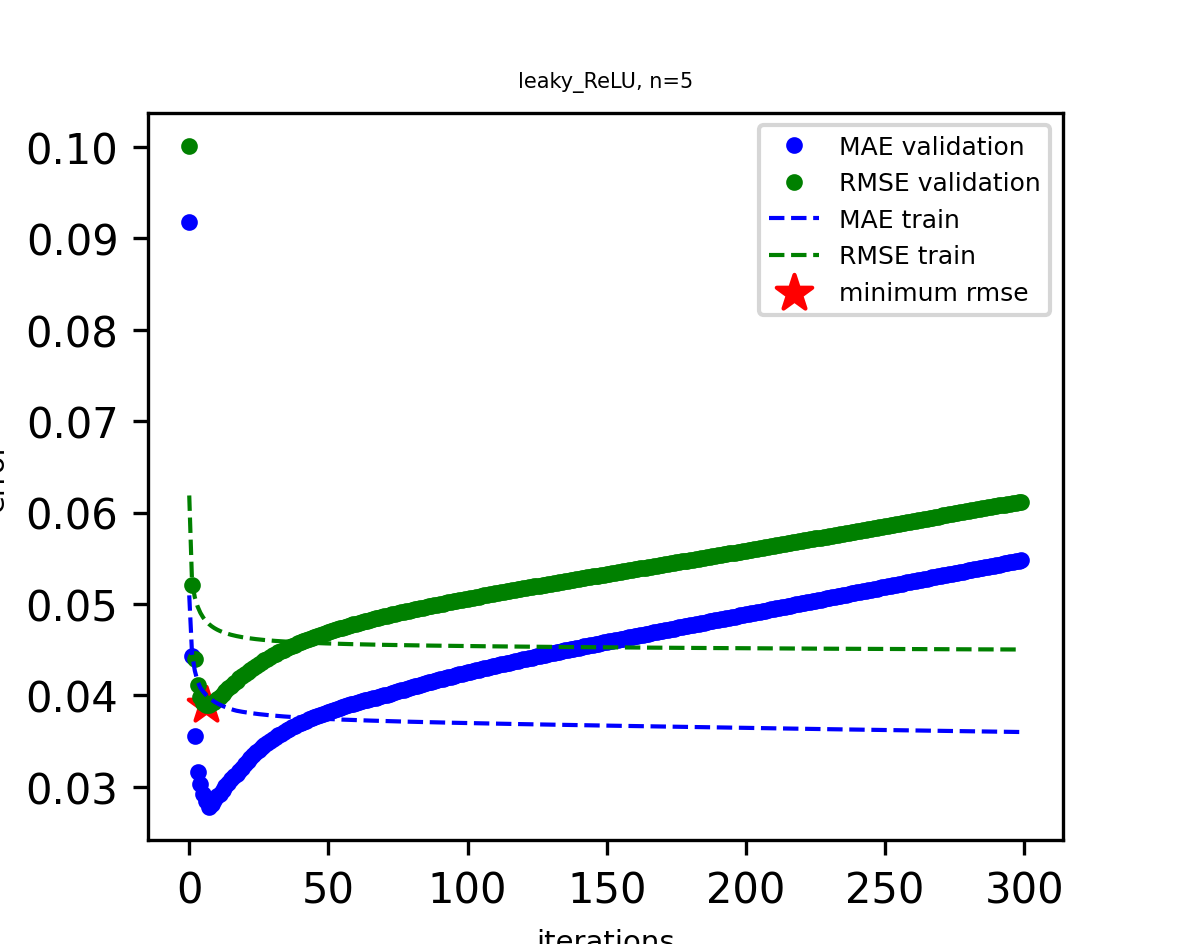 leaky_ReLU, n=5
MAE validation
RMSE validation
MAE train
RMSE train
minimum rmse
0.10
0.09
0.08
0.07
0.06
0.05
0.04
0.03
0
50
100
150
200
250
300
iterations